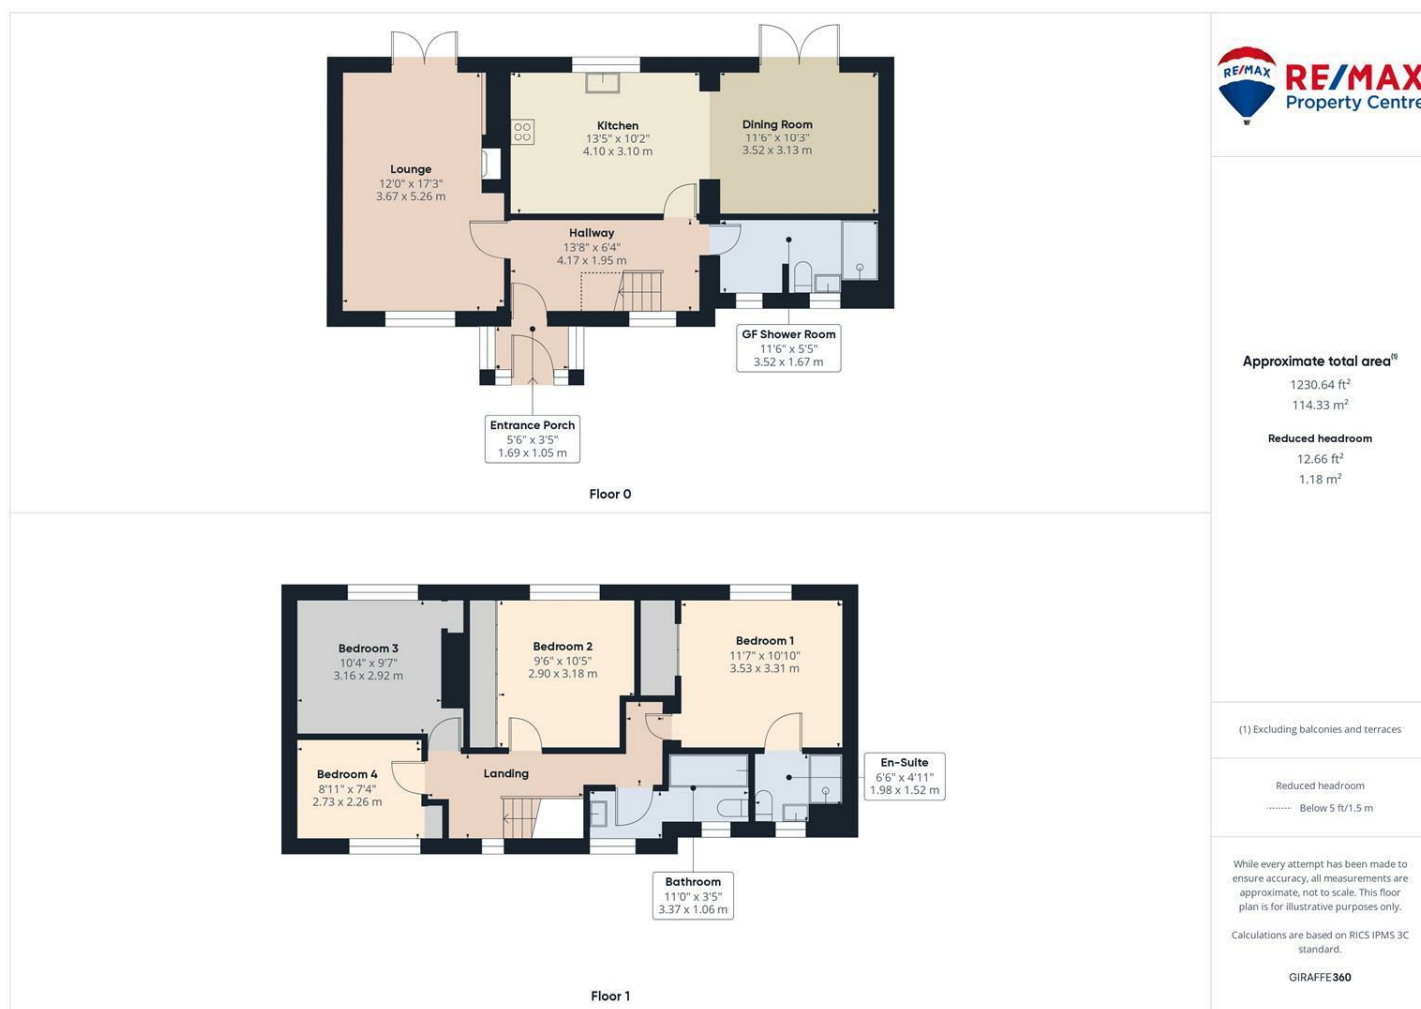 Lounge
12'0" x 17'3"
3.67 x 5.26 m
Kitchen
13'5" x 10'2"
4.10 x 3.10 m
Dining Room
11'6" x 10'3"
3.52 x 3.13 m
Hallway
13'8" x 6'4"
4.17 x 1.95 m
GF Shower Room
11'6" x 5'5"
3.52 x 1.67 m
Entrance Porch
5'6" x 3'5"
1.69 x 1.05 m
Floor 0
Bedroom 3
10'4" x 9'7"
3.16 x 2.92 m
Bedroom 2
9'6" x 10'5"
2.90 x 3.18 m
Bedroom 1
11'7" x 10'10"
3.53 x 3.31 m
Bedroom 4
8'11" x 7'4"
2.73 x 2.26 m
Landing
En-Suite
6'6" x 4'11"
1.98 x 1.52 m
Bathroom
11'0" x 3'5"
3.37 x 1.06 m
Floor 1
RE/MAX
RE/MAX
Property Centre
Approximate total area(1)
1230.64 ft²
114.33 m²
Reduced headroom
12.66 ft²
1.18 m²
(1) Excluding balconies and terraces
Reduced headroom
Below 5 ft/1.5 m
While every attempt has been made to
ensure accuracy, all measurements are
approximate, not to scale. This floor
plan is for illustrative purposes only.
Calculations are based on RICS IPMS 3C
standard.
GIRAFFE360